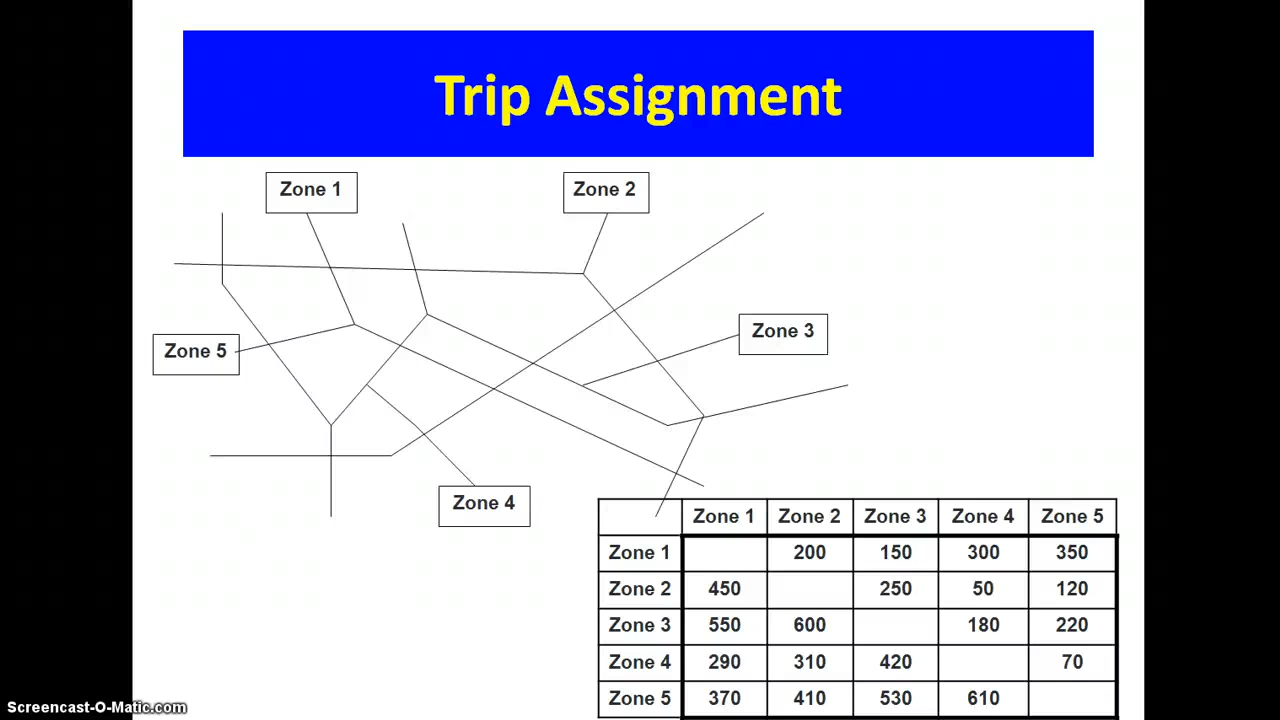 Trip Assignment
Zone 1
Zone 2
Zone 3
Zone 5
Zone 4
Zone 1 Zone 2 Zone 3 Zone 4 Zone 5
Zone 1 200 150 300 350
Zone 2 450 250 50 120
Zone 3 550 600 180 220
Zone 4 290 310 420 70
Zone 5 370 410 530 610
Screencast-O-Matic.com